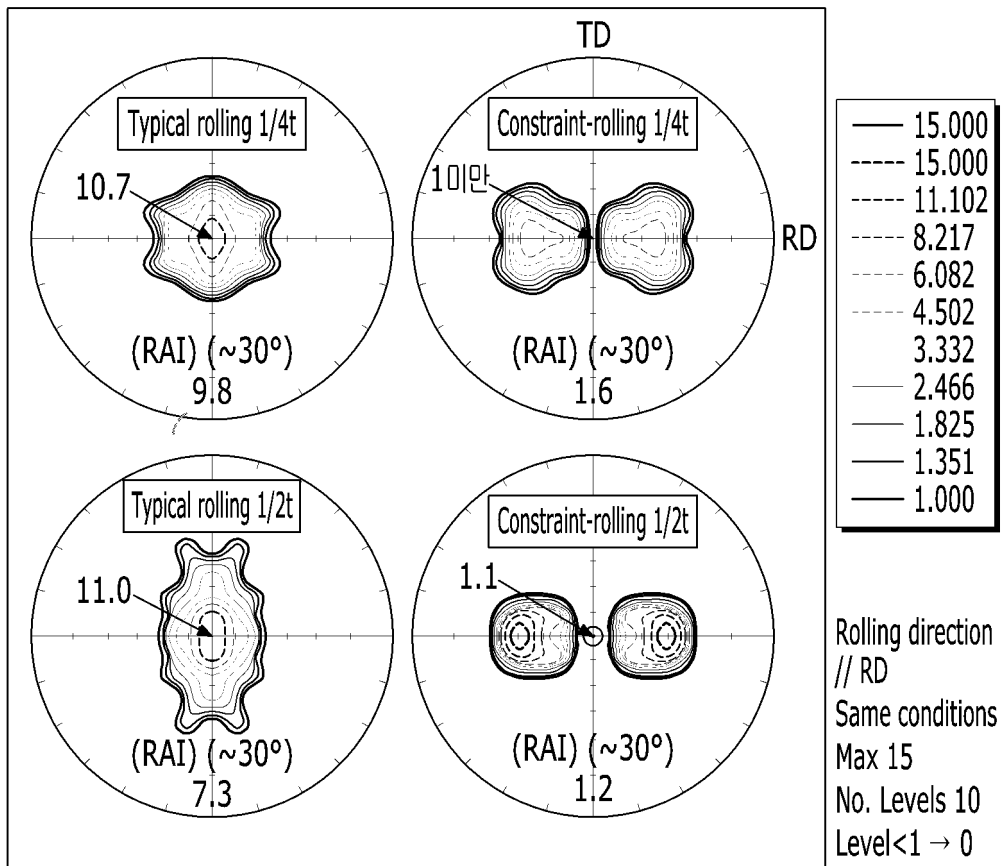 TD
Typical rolling 1/4t
Constraint-rolling 1/4t
10.7
1미만
RD
(RAI) (~30°)
9.8
(RAI) (~30°)
1.6
Typical rolling 1/2t
Constraint-rolling 1/2t
11.0
1.1
(RAI) (~30°)
7.3
(RAI) (~30°)
1.2
15.000
15.000
11.102
8.217
6.082
4.502
3.332
2.466
1.825
1.351
1.000
Rolling direction
// RD
Same conditions
Max 15
No. Levels 10
Level<1 → 0